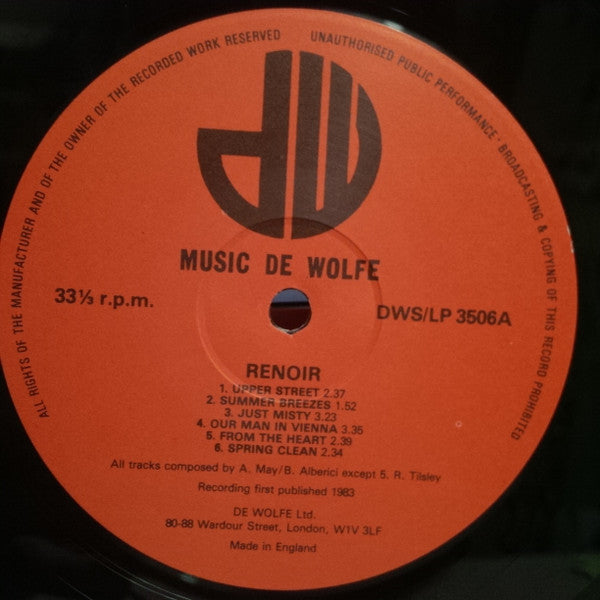 ALL RIGHTS OF THE MANUFACTURER AND OF THE OWNER OF THE RECORDED WORK RESERVED
UNAUTHORISED PUBLIC PERFORMANCE· BROADCASTING & COPYING OF THIS RECORD PROHIBITED
dW
MUSIC DE WOLFE
33⅓ r.p.m.
DWS/LP 3506A
RENOIR
1. UPPER STREET 2.37
2. SUMMER BREEZES 1.52
3. JUST MISTY 3.23
4. OUR MAN IN VIENNA 3.35
5. FROM THE HEART 2.39
6. SPRING CLEAN 2.34
All tracks composed by A. May/B. Alberici except 5. R. Tilsley
Recording first published 1983
DE WOLFE Ltd.
80-88 Wardour Street, London, W1V 3LF
Made in England